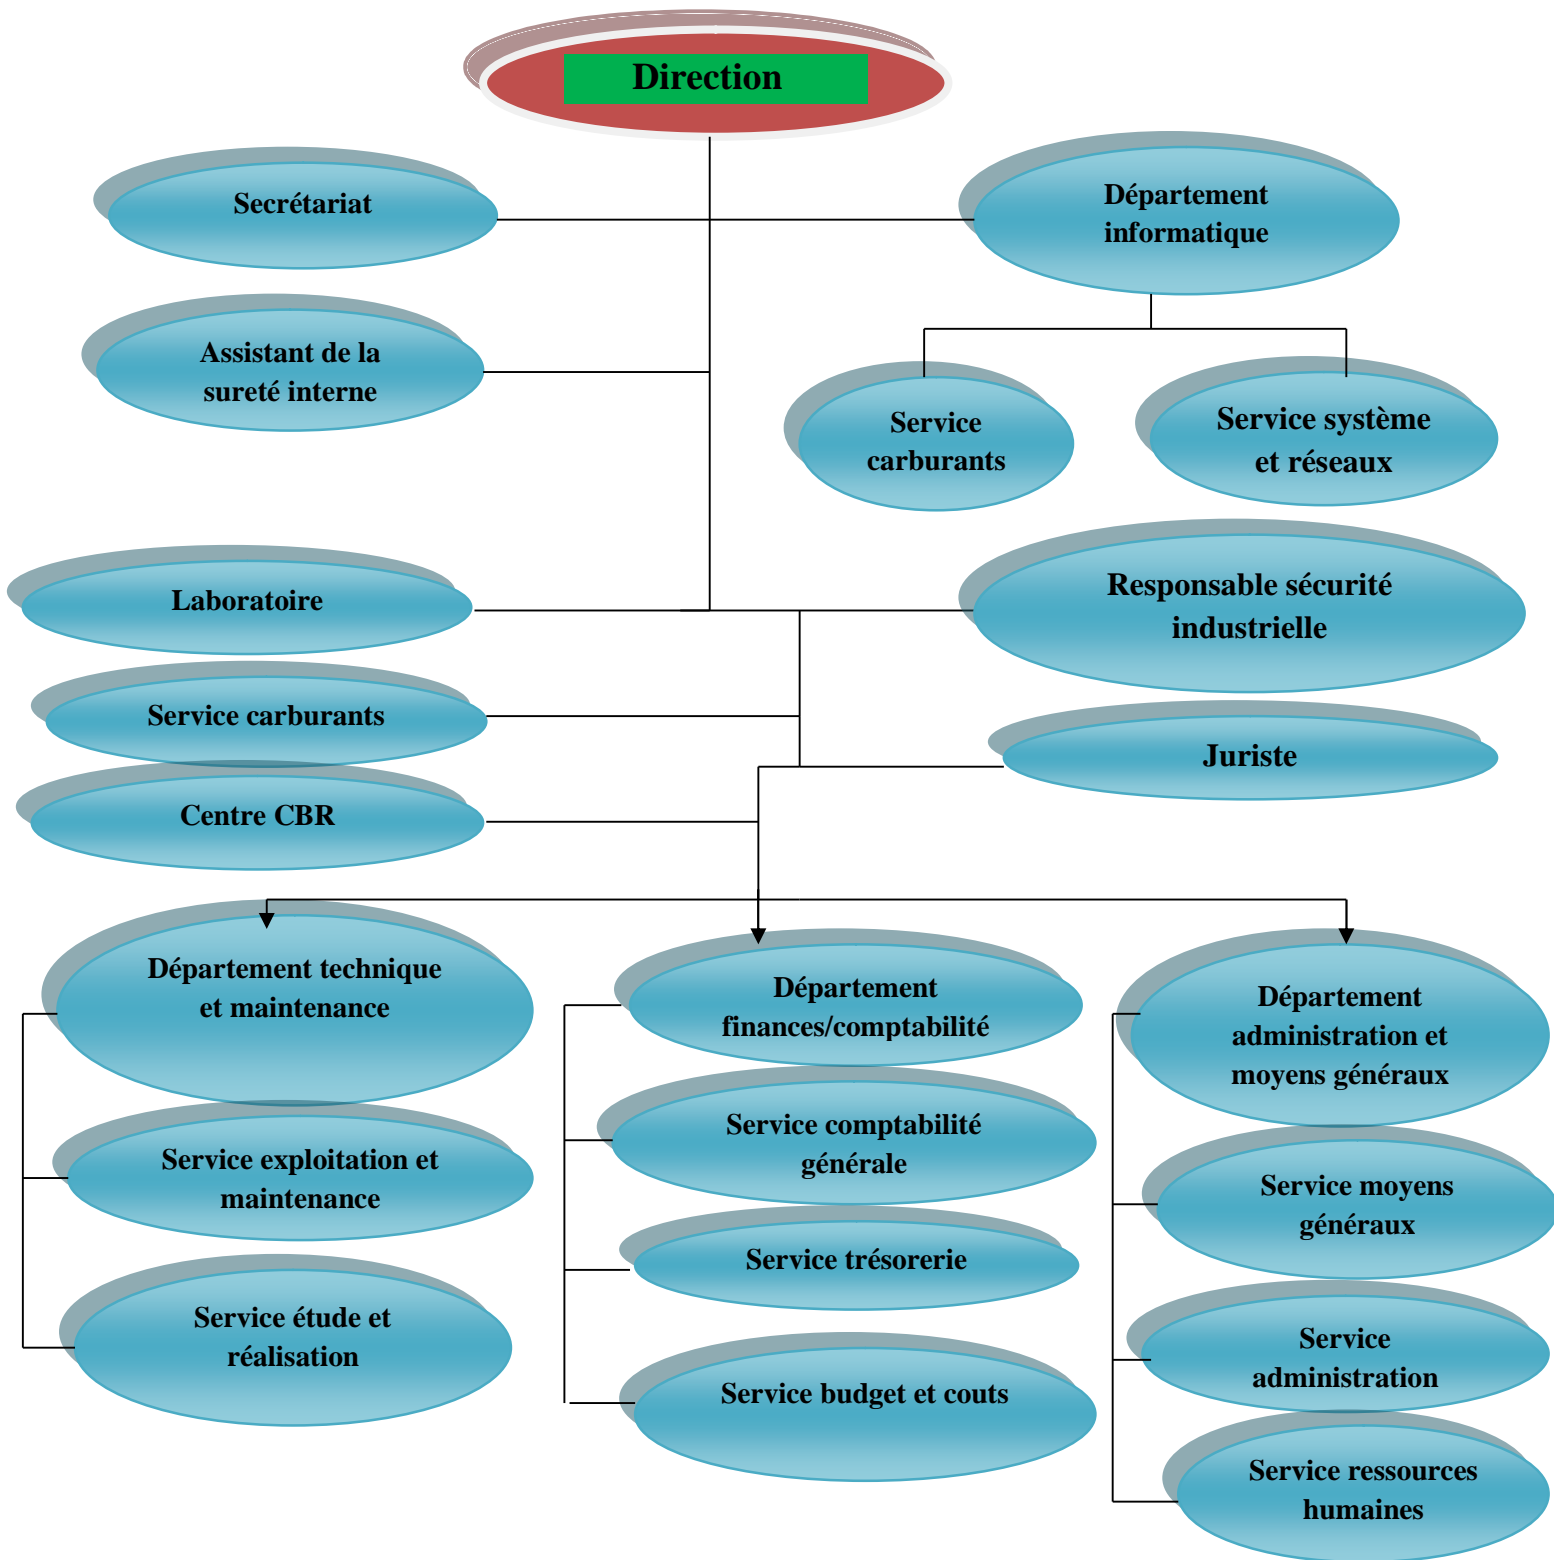 Direction
Secrétariat
Département
informatique
Assistant de la
sureté interne
Service
carburants
Service système
et réseaux
Laboratoire
Responsable sécurité
industrielle
Service carburants
Juriste
Centre CBR
Département technique
et maintenance
Département
finances/comptabilité
Département
administration et
moyens généraux
Service exploitation et
maintenance
Service comptabilité
générale
Service moyens
généraux
Service étude et
réalisation
Service trésorerie
Service
administration
Service budget et couts
Service ressources
humaines